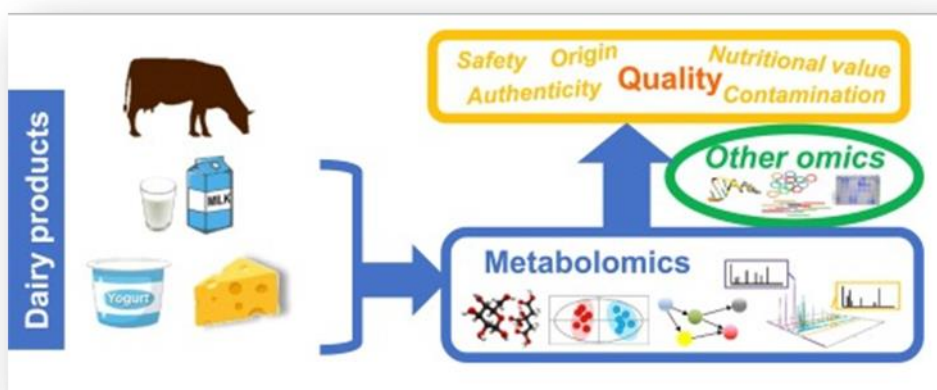 Dairy products
MILK
Yogurt
Safety Origin Nutritional value
Authenticity Quality Contamination
Other omics
Metabolomics